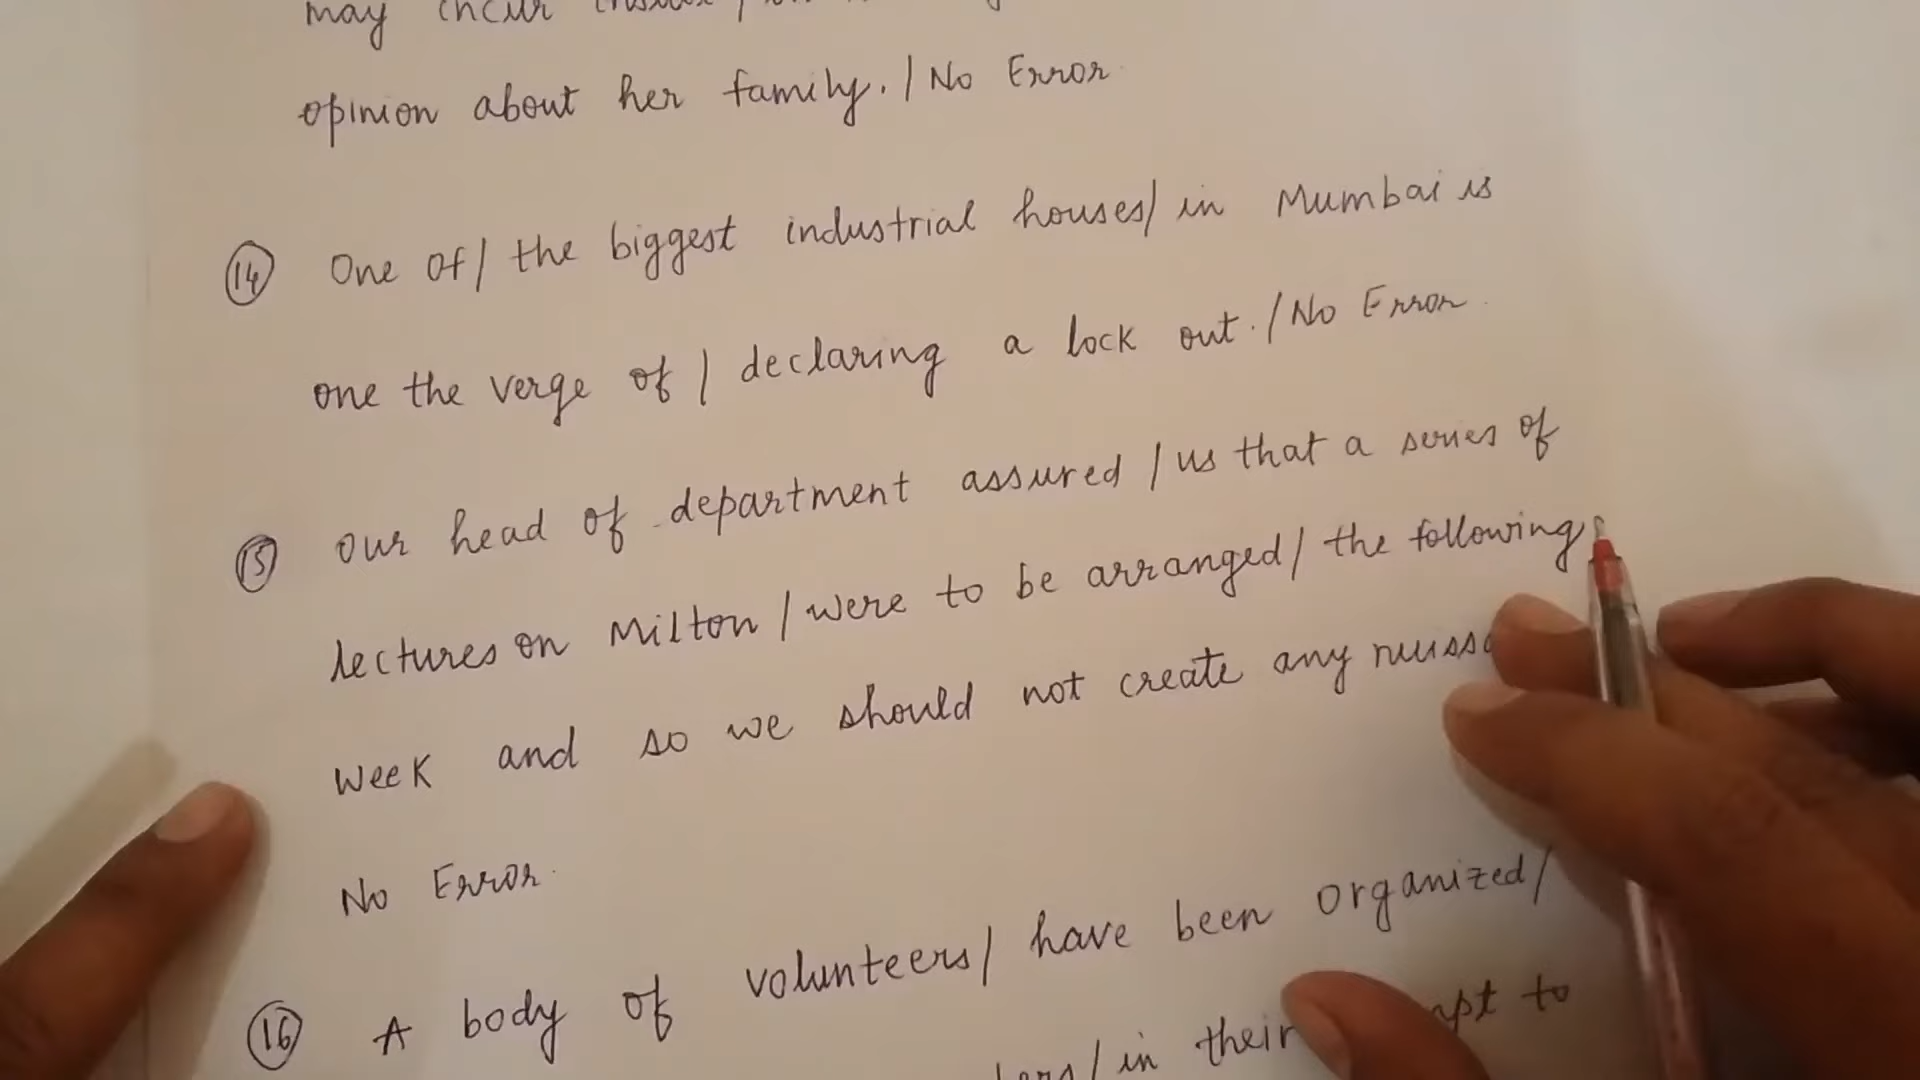 may incur
opinion about her family. / No Error
14 One of / the biggest industrial houses / in Mumbai is
one the verge of / declaring a lock out. / No Error
15 Our head of department assured / us that a series of
lectures on Milton / were to be arranged / the following
week and so we should not create any
No Error.
16 A body of volunteers / have been organized /
/ in their to